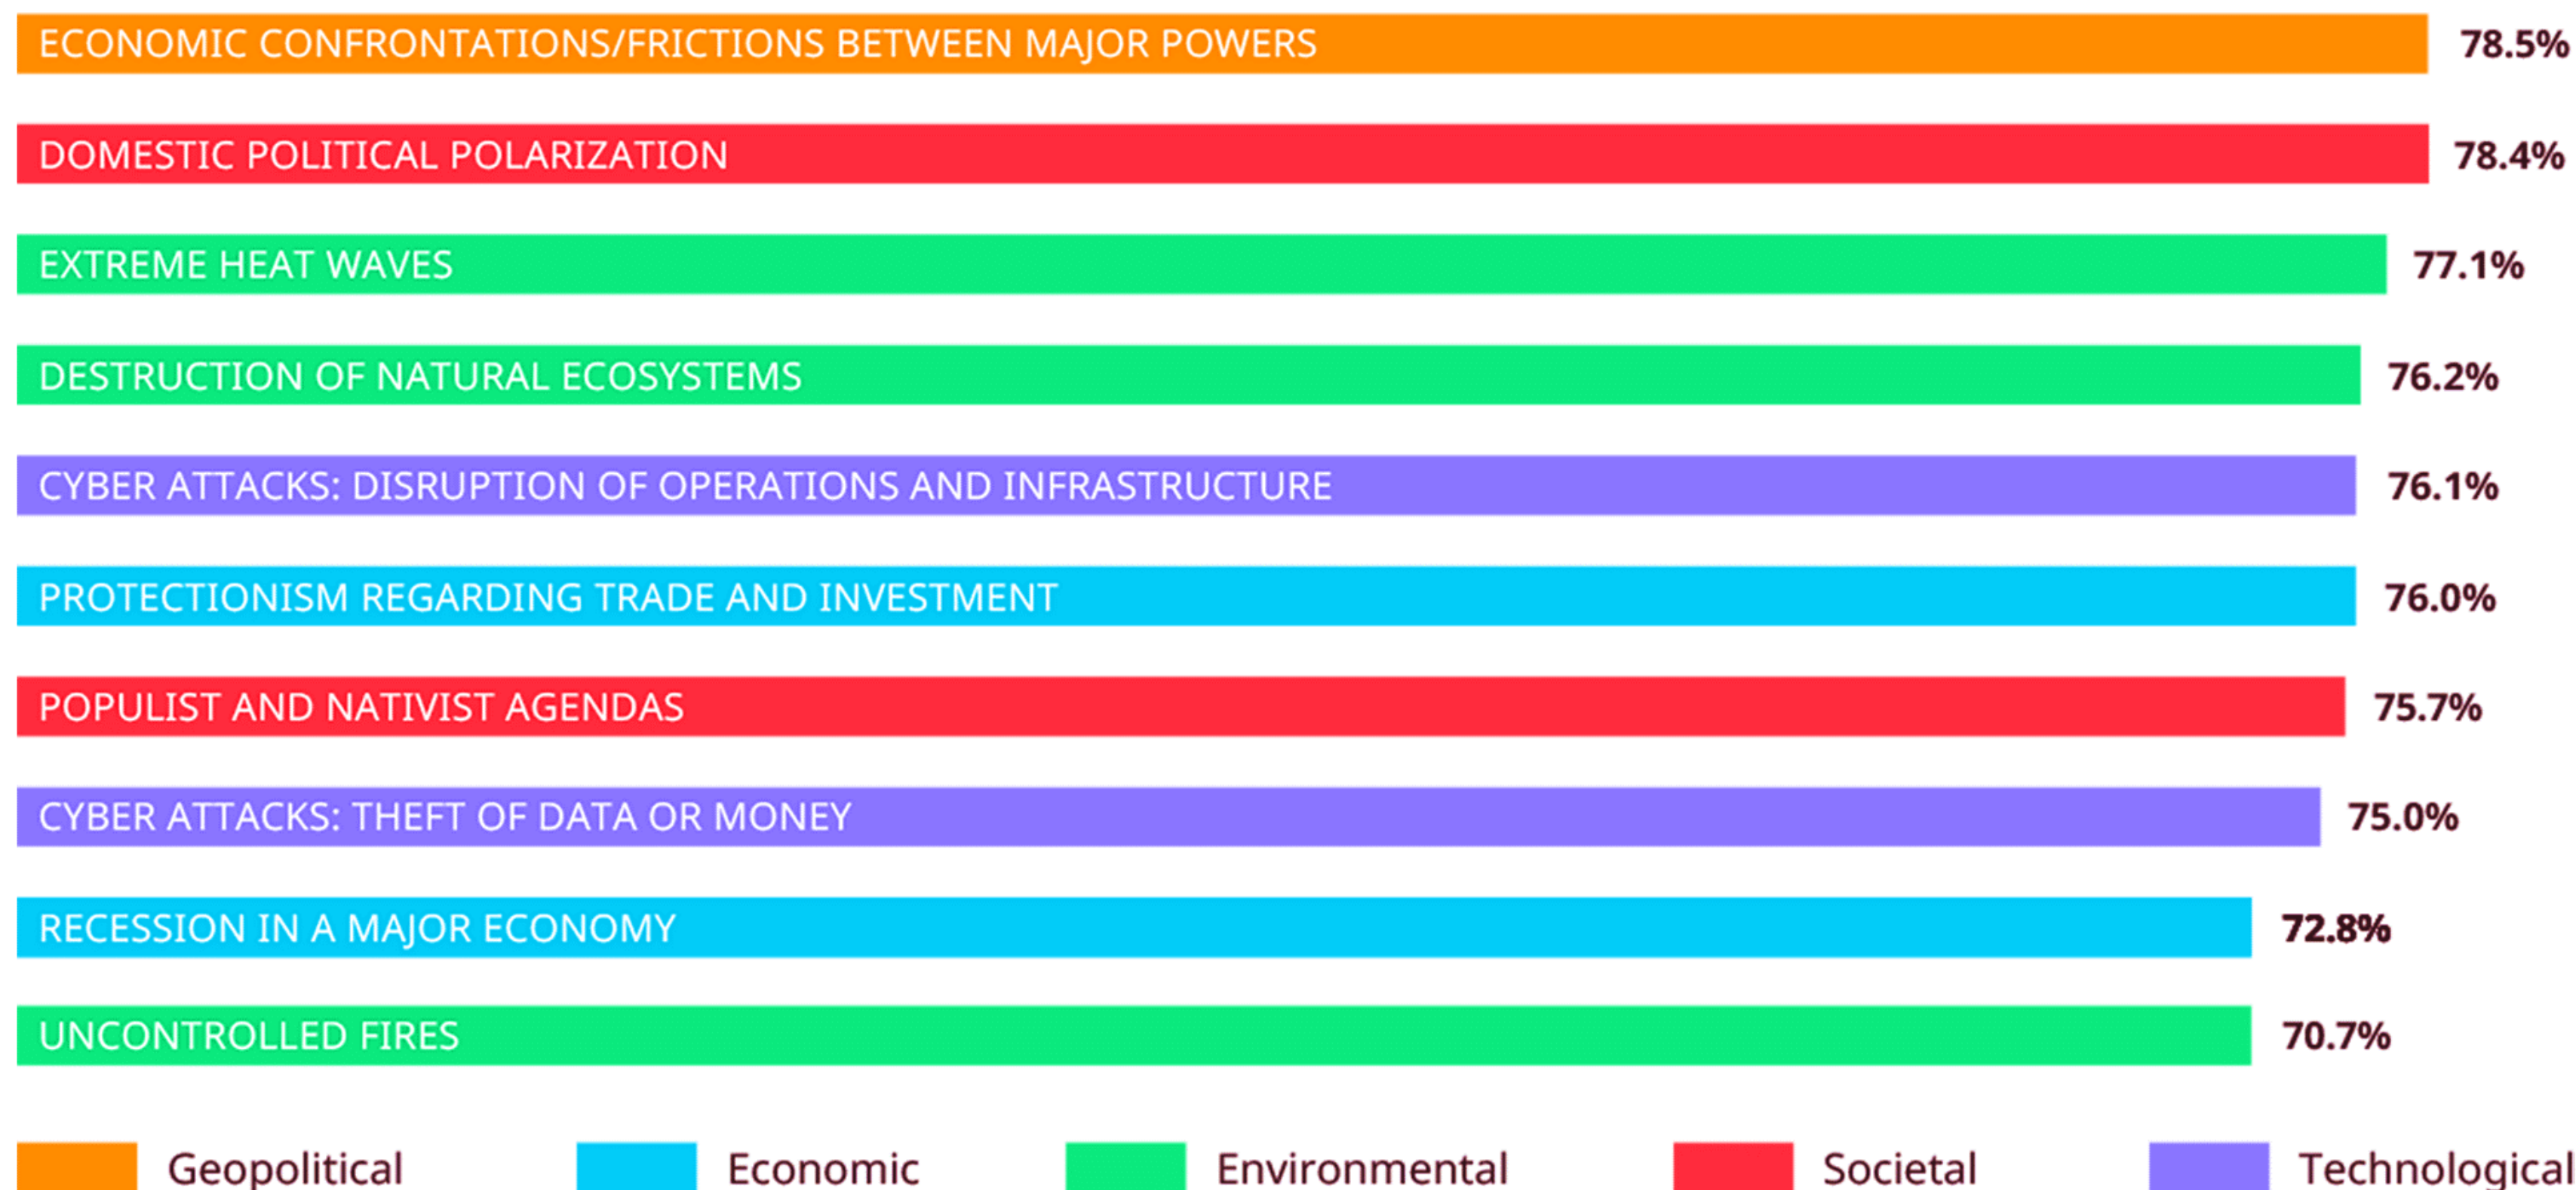 ECONOMIC CONFRONTATIONS/FRICTIONS BETWEEN MAJOR POWERS 78.5%
DOMESTIC POLITICAL POLARIZATION 78.4%
EXTREME HEAT WAVES 77.1%
DESTRUCTION OF NATURAL ECOSYSTEMS 76.2%
CYBER ATTACKS: DISRUPTION OF OPERATIONS AND INFRASTRUCTURE 76.1%
PROTECTIONISM REGARDING TRADE AND INVESTMENT 76.0%
POPULIST AND NATIVIST AGENDAS 75.7%
CYBER ATTACKS: THEFT OF DATA OR MONEY 75.0%
RECESSION IN A MAJOR ECONOMY 72.8%
UNCONTROLLED FIRES 70.7%
Geopolitical Economic Environmental Societal Technological